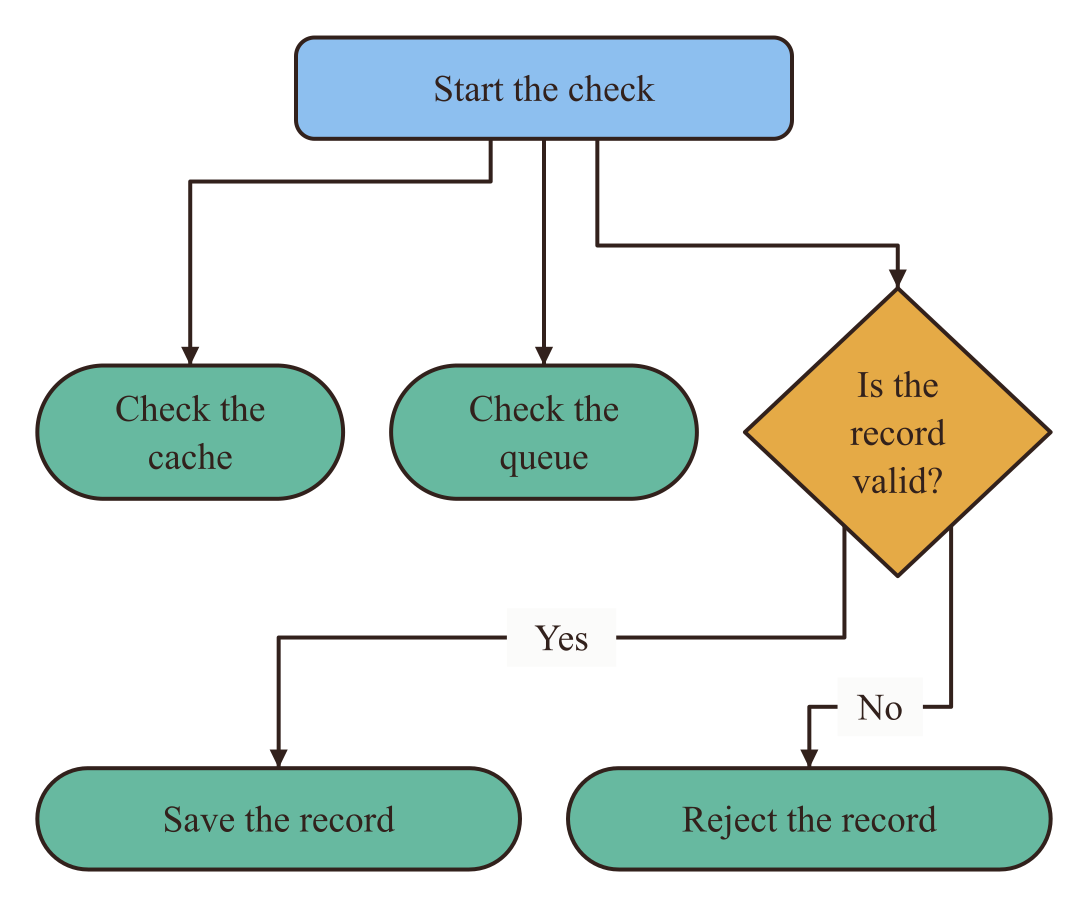 Start the check
Check the
cache
Check the
queue
Is the
record
valid?
Yes
No
Save the record
Reject the record